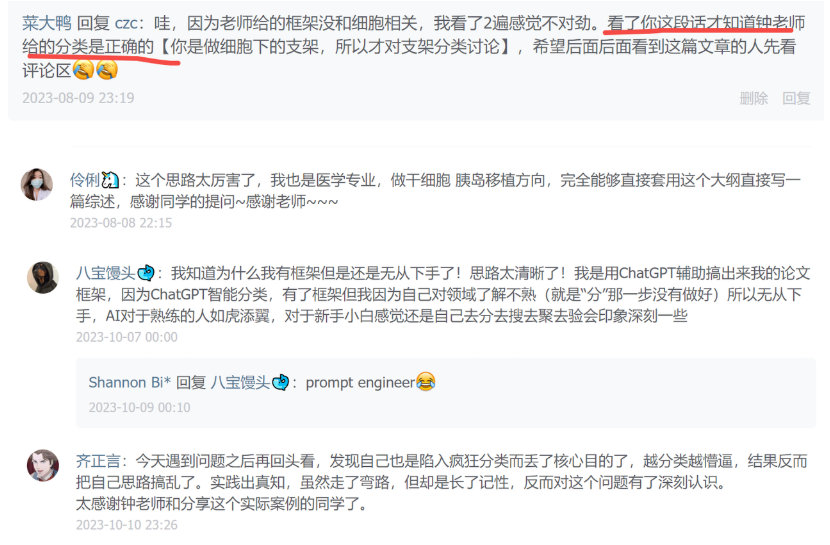 菜大鸭 回复 czc：哇，因为老师给的框架没和细胞相关，我看了2遍感觉不对劲。看了你这段话才知道钟老师
给的分类是正确的【你是做细胞下的支架，所以才对支架分类讨论】，希望后面后面看到这篇文章的人先看
评论区
2023-08-09 23:19 删除 回复
伶俐：这个思路太厉害了，我也是医学专业，做干细胞 胰岛移植方向，完全能够直接套用这个大纲直接写一
篇综述，感谢同学的提问~感谢老师~~~
2023-08-08 22:15
八宝馒头：我知道为什么我有框架但是还是无从下手了！思路太清晰了！我是用ChatGPT辅助搞出来我的论文
框架，因为ChatGPT智能分类，有了框架但我因为自己对领域了解不熟（就是“分”那一步没有做好）所以无从下
手，AI对于熟练的人如虎添翼，对于新手小白感觉还是自己去分去搜去聚去验会印象深刻一些
2023-10-07 00:00
Shannon Bi* 回复 八宝馒头：prompt engineer
2023-10-09 00:10
齐正言：今天遇到问题之后再回头看，发现自己也是陷入疯狂分类而丢了核心目的了，越分类越懵逼，结果反而
把自己思路搞乱了。实践出真知，虽然走了弯路，但却是长了记性，反而对这个问题有了深刻认识。
太感谢钟老师和分享这个实际案例的同学了。
2023-10-10 23:26